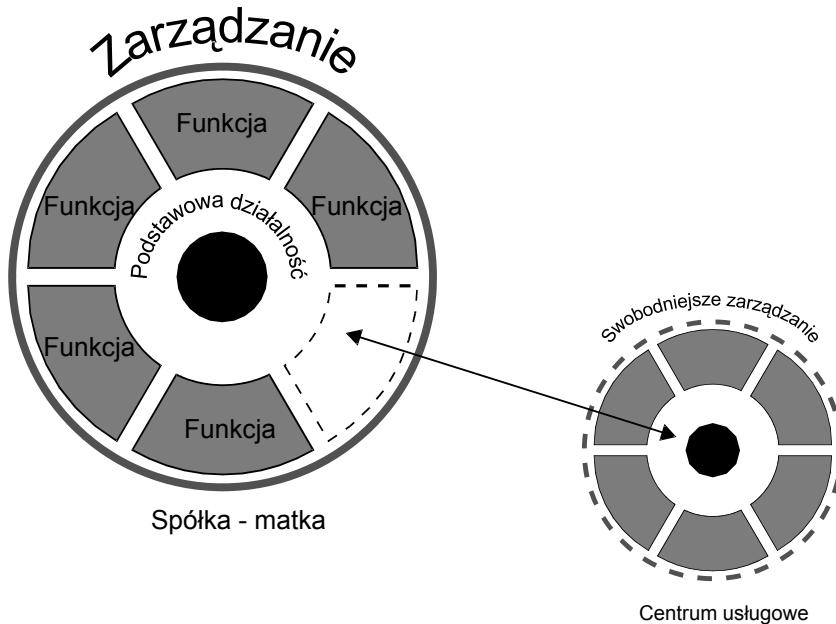 Zarządzanie
Funkcja
Funkcja
Funkcja
Podstawowa działalność
Funkcja
Funkcja
Spółka - matka
Swobodniejsze zarządzanie
Centrum usługowe